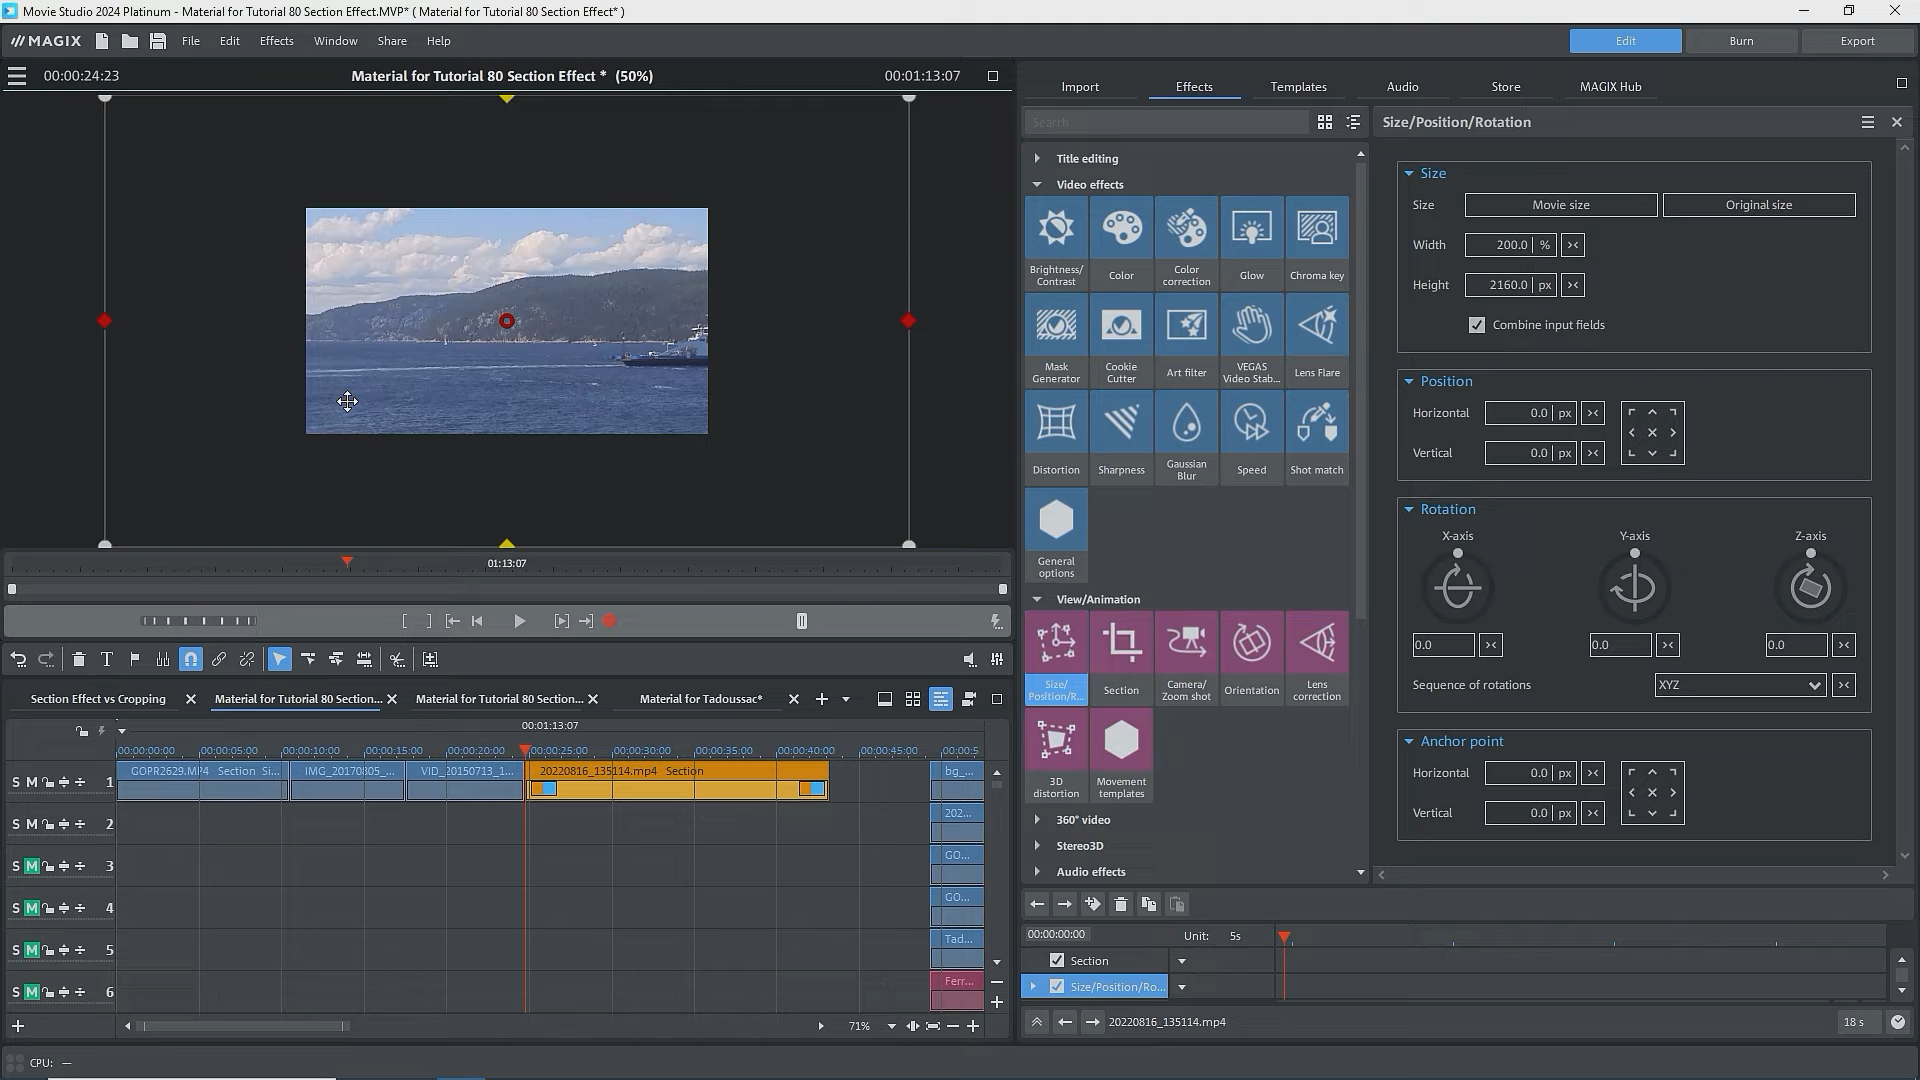 Movie Studio 2024 Platinum - Material for Tutorial 80 Section Effect.MVP* ( Material for Tutorial 80 Section Effect* )
MAGIX File Edit Effects Window Share Help Edit Burn Export
00:00:24:23 Material for Tutorial 80 Section Effect * (50%) 00:01:13:07
Import Effects Templates Audio Store MAGIX Hub
Search
Size/Position/Rotation
Title editing
Video effects
Brightness/
Contrast
Color
Color
correction
Glow
Chroma key
Mask
Generator
Cookie
Cutter
Art filter
VEGAS
Video Stab...
Lens Flare
Distortion
Sharpness
Gaussian
Blur
Speed
Shot match
General
options
View/Animation
Size/
Position/R...
Section
Camera/
Zoom shot
Orientation
Lens
correction
3D
distortion
Movement
templates
360° video
Stereo3D
Audio effects
Size
Size Movie size Original size
Width 200.0 %
Height 2160.0 px
Combine input fields
Position
Horizontal 0.0 px
Vertical 0.0 px
Rotation
X-axis Y-axis Z-axis
0.0 0.0 0.0
Sequence of rotations XYZ
Anchor point
Horizontal 0.0 px
Vertical 0.0 px
01:13:07
Section Effect vs Cropping Material for Tutorial 80 Section... Material for Tutorial 80 Section... Material for Tadoussac*
00:01:13:07
00:00:00:00 00:00:05:00 00:00:10:00 00:00:15:00 00:00:20:00 00:00:25:00 00:00:30:00 00:00:35:00 00:00:40:00 00:00:45:00 00:00:5
S M 1 GOPR2629.MP4 Section Si... IMG_20170805_... VID_20150713_1... 20220816_135114.mp4 Section bg_...
S M 2 202...
S M 3 GO...
S M 4 GO...
S M 5 Tad...
S M 6 Ferr...
71%
00:00:00:00 Unit: 5s
Section
Size/Position/Ro...
20220816_135114.mp4 18 s
CPU: —